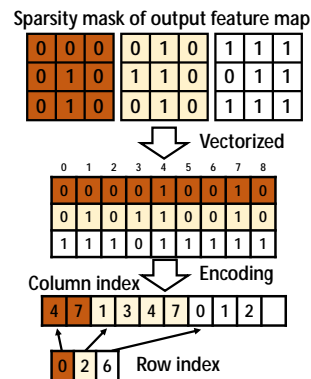 Sparsity mask of output feature map
0 0 0 0 1 0 1 1 1
0 1 0 1 1 0 0 1 1
0 1 0 0 1 0 1 1 1
Vectorized
0 1 2 3 4 5 6 7 8
0 0 0 0 1 0 0 1 0
0 1 0 1 1 0 0 1 0
1 1 1 0 1 1 1 1 1
Encoding
Column index
4 7 1 3 4 7 0 1 2
0 2 6 Row index